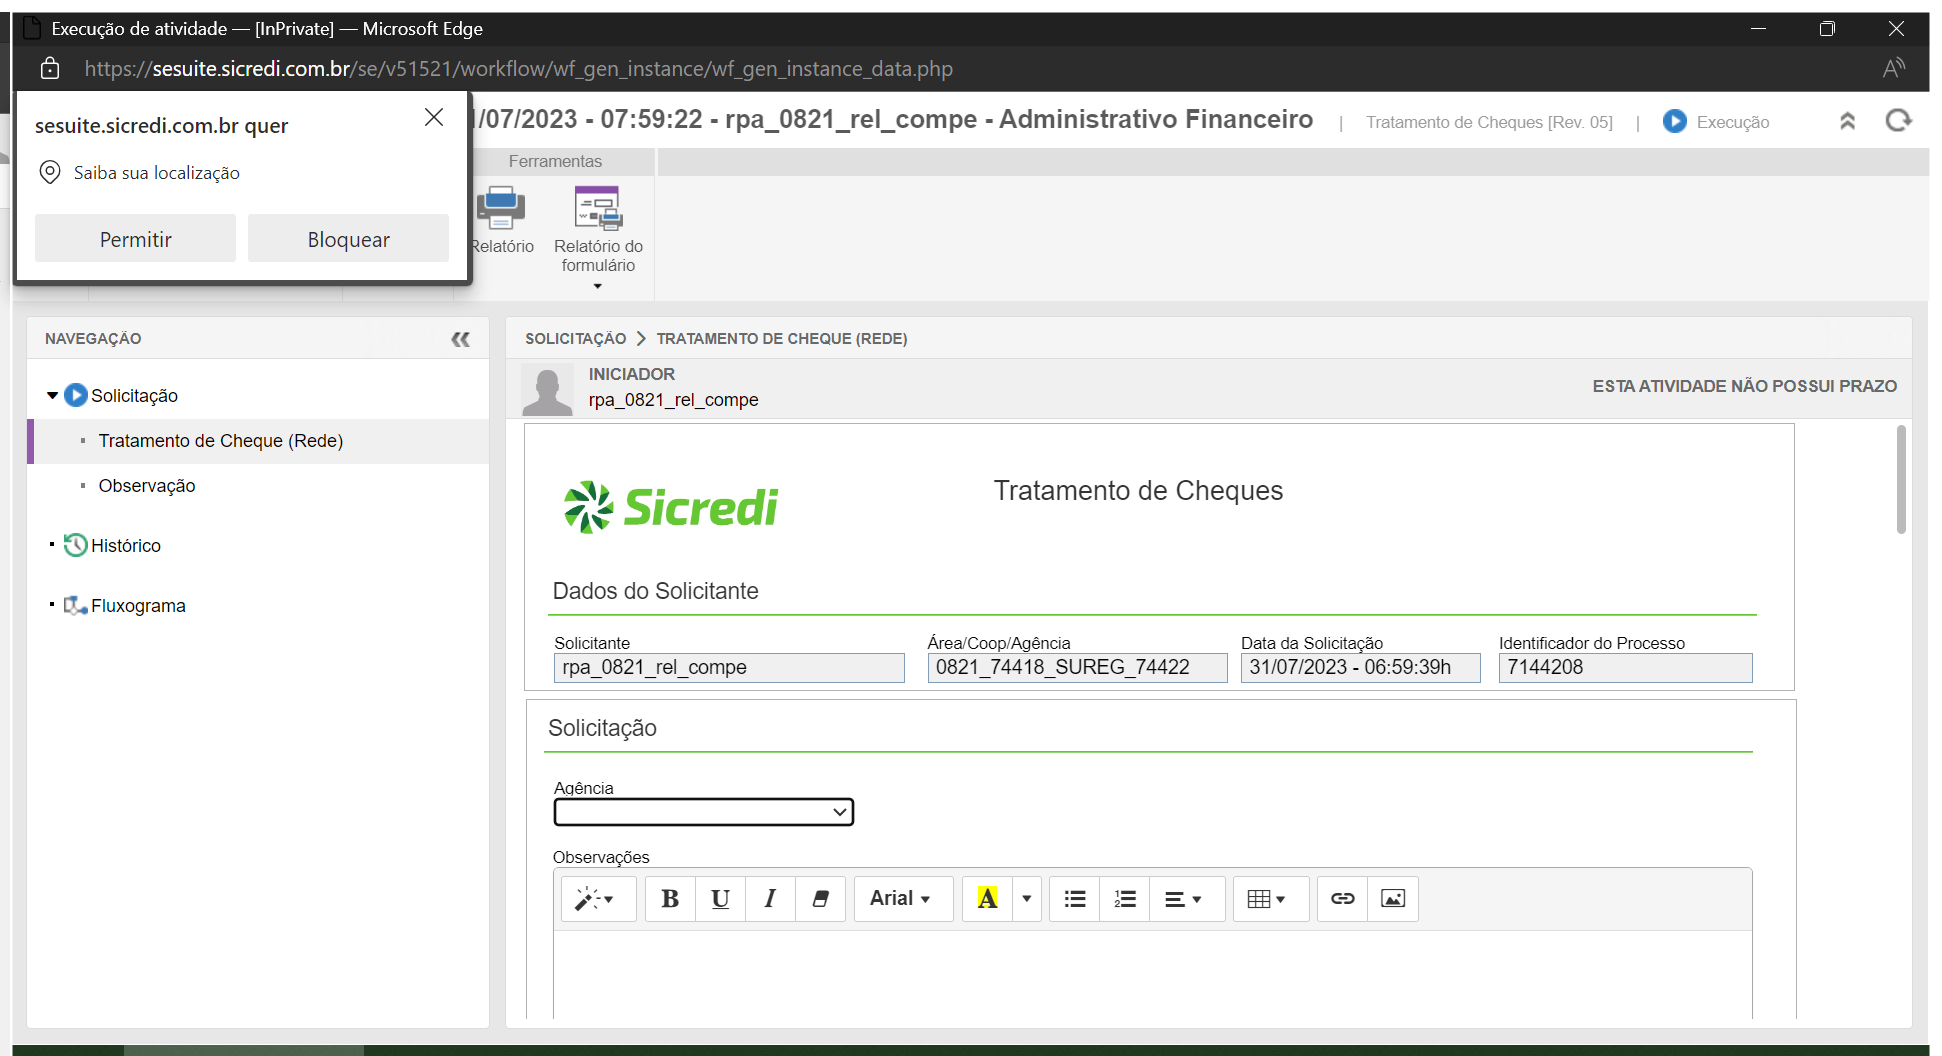 Execução de atividade — [InPrivate] — Microsoft Edge
https://sesuite.sicredi.com.br/se/v51521/workflow/wf_gen_instance/wf_gen_instance_data.php
sesuite.sicredi.com.br quer
Saiba sua localização
Permitir
Bloquear
/07/2023 - 07:59:22 - rpa_0821_rel_compe - Administrativo Financeiro | Tratamento de Cheques [Rev. 05] | Execução
Ferramentas
Relatório
Relatório do
formulário
NAVEGAÇÃO
Solicitação
Tratamento de Cheque (Rede)
Observação
Histórico
Fluxograma
SOLICITAÇÃO > TRATAMENTO DE CHEQUE (REDE)
INICIADOR
rpa_0821_rel_compe
ESTA ATIVIDADE NÃO POSSUI PRAZO
Sicredi
Tratamento de Cheques
Dados do Solicitante
Solicitante Área/Coop/Agência Data da Solicitação Identificador do Processo
rpa_0821_rel_compe 0821_74418_SUREG_74422 31/07/2023 - 06:59:39h 7144208
Solicitação
Agência
Observações
B U I Arial A